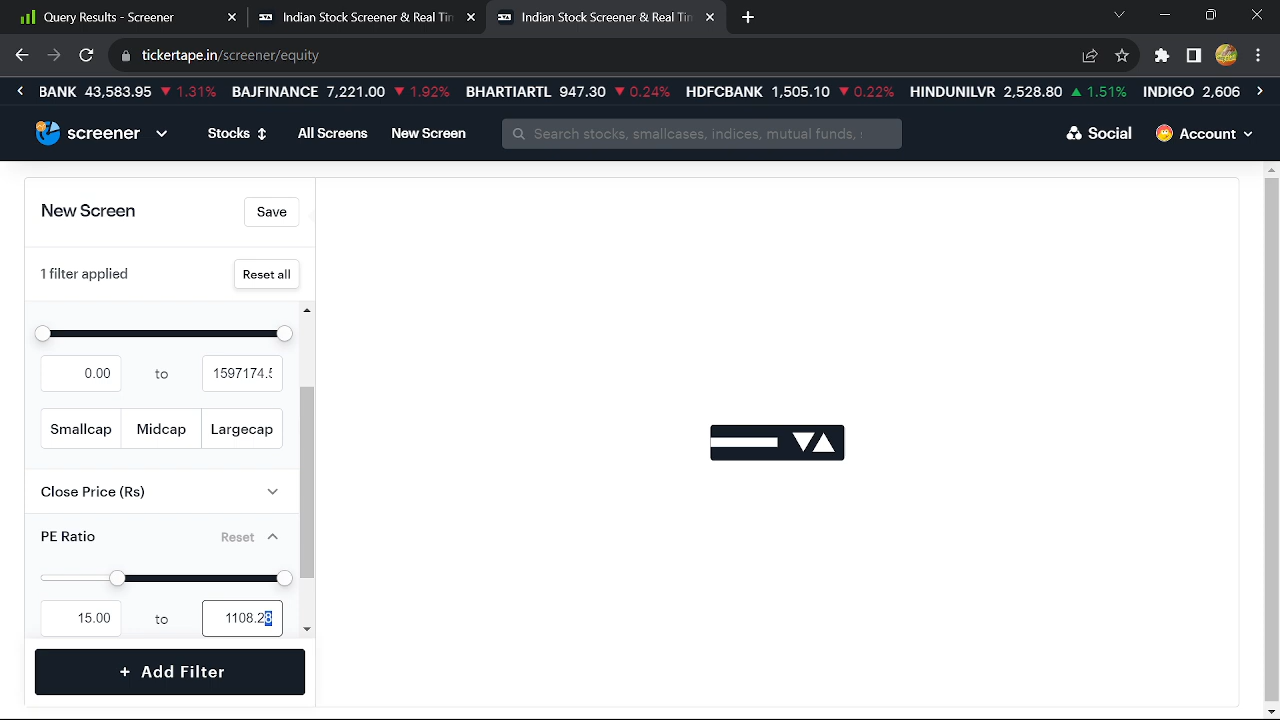 Query Results - Screener
Indian Stock Screener & Real Tin
Indian Stock Screener & Real Tin
tickertape.in/screener/equity
BANK 43,583.95 ▼ 1.31% BAJFINANCE 7,221.00 ▼ 1.92% BHARTIARTL 947.30 ▼ 0.24% HDFCBANK 1,505.10 ▼ 0.22% HINDUNILVR 2,528.80 ▲ 1.51% INDIGO 2,606
screener Stocks All Screens New Screen Search stocks, smallcases, indices, mutual funds, Social Account
New Screen Save
1 filter applied Reset all
0.00 to 1597174.5
Smallcap Midcap Largecap
Close Price (Rs)
PE Ratio Reset
15.00 to 1108.28
+ Add Filter